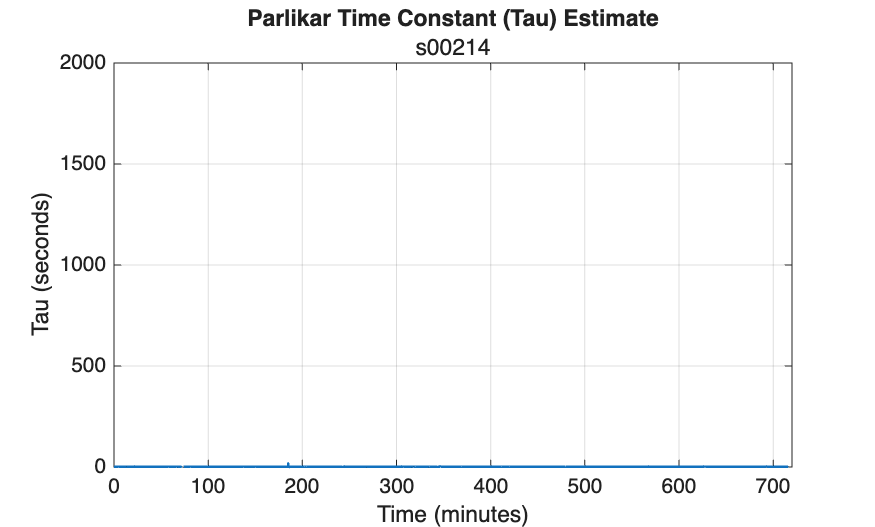 Parlikar Time Constant (Tau) Estimate
s00214
2000
1500
1000
500
0
Tau (seconds)
0 100 200 300 400 500 600 700
Time (minutes)